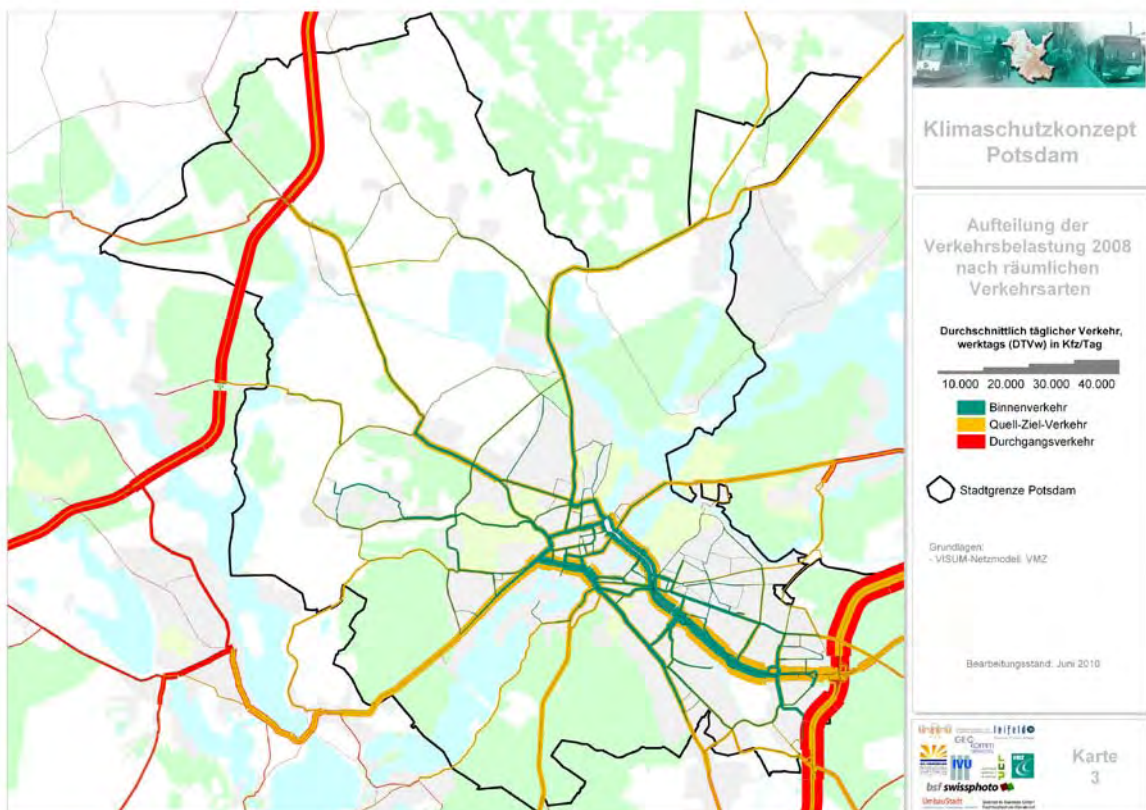 Klimaschutzkonzept
Potsdam
Aufteilung der
Verkehrsbelastung 2008
nach räumlichen
Verkehrsarten
Durchschnittlich täglicher Verkehr,
werktags (DTVw) in Kfz/Tag
10.000 20.000 30.000 40.000
Binnenverkehr
Quell-Ziel-Verkehr
Durchgangsverkehr
Stadtgrenze Potsdam
Grundlagen:
- VISUM-Netzmodell, VMZ
Bearbeitungsstand: Juni 2010
IVU
bsf swissphoto
UmbauStadt
Karte
3